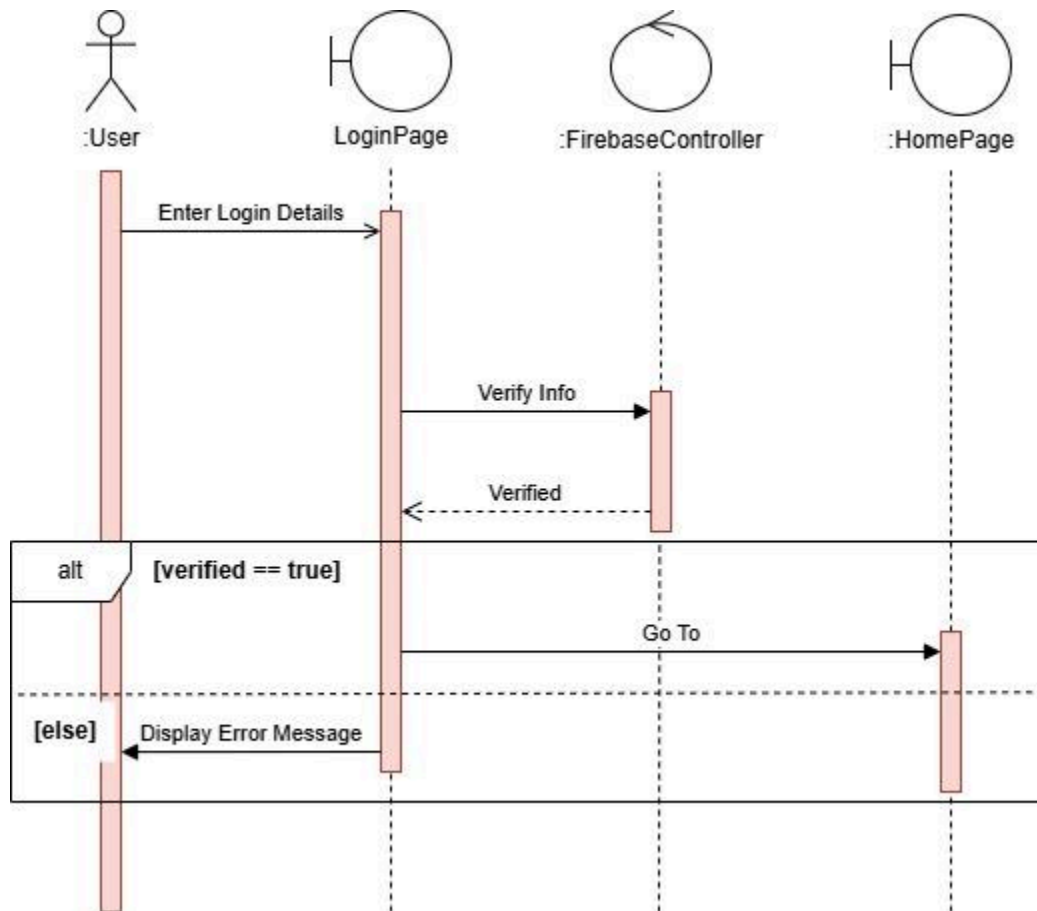 :User
LoginPage
:FirebaseController
:HomePage
Enter Login Details
Verify Info
Verified
alt
[verified == true]
Go To
[else]
Display Error Message